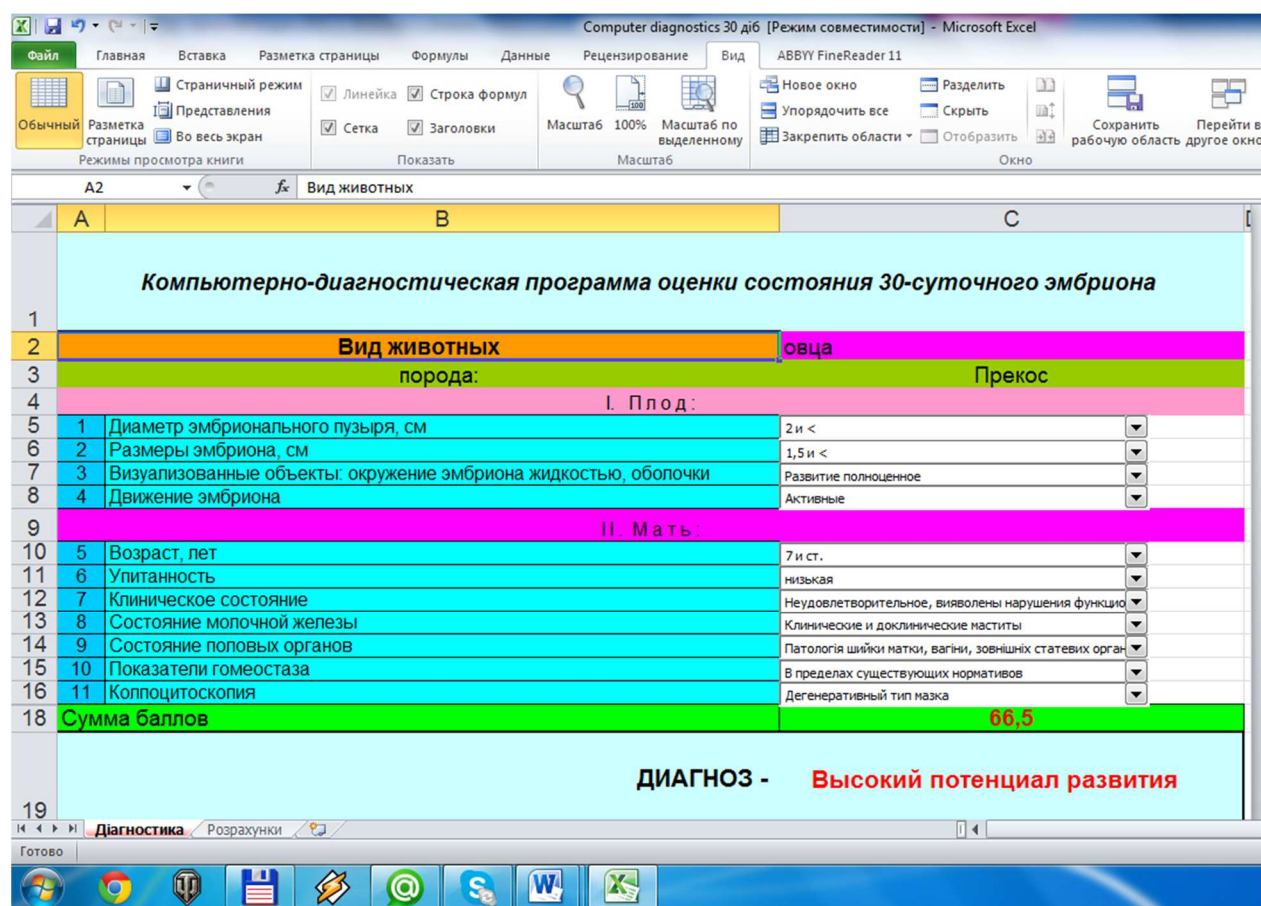 Computer diagnostics 30 діб [Режим совместимости] - Microsoft Excel
Файл Главная Вставка Разметка страницы Формулы Данные Рецензирование Вид ABBYY FineReader 11
Обычный
Разметка страницы
Страничный режим
Представления
Во весь экран
Режимы просмотра книги
Линейка
Строка формул
Сетка
Заголовки
Показать
Масштаб
100%
Масштаб по выделенному
Масштаб
Новое окно
Упорядочить все
Закрепить области
Разделить
Скрыть
Отобразить
Сохранить рабочую область
Перейти в другое окно
Окно
A2 fx Вид животных
A B C
1 Компьютерно-диагностическая программа оценки состояния 30-суточного эмбриона
2 Вид животных овца
3 порода: Прекос
4 I. Плод:
5 1 Диаметр эмбрионального пузыря, см 2 и <
6 2 Размеры эмбриона, см 1,5 и <
7 3 Визуализованные объекты: окружение эмбриона жидкостью, оболочки Развитие полноценное
8 4 Движение эмбриона Активные
9 II. Мать:
10 5 Возраст, лет 7 и ст.
11 6 Упитанность низькая
12 7 Клиническое состояние Неудовлетворительное, вияволены нарушения функцио
13 8 Состояние молочной железы Клинические и доклинические маститы
14 9 Состояние половых органов Патологія шийки матки, вагіни, зовнішніх статевих орган
15 10 Показатели гомеостаза В пределах существующих нормативов
16 11 Колпоцитоскопия Дегенеративный тип мазка
18 Сумма баллов 66,5
19 ДИАГНОЗ - Высокий потенциал развития
Діагностика Розрахунки
Готово